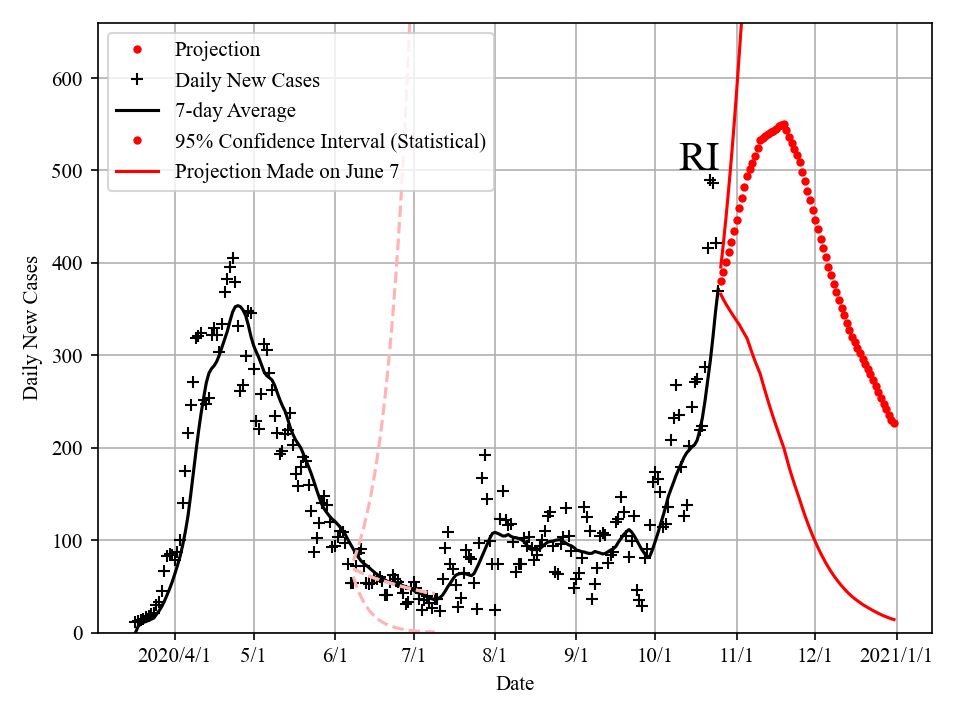 Projection
Daily New Cases
7-day Average
95% Confidence Interval (Statistical)
Projection Made on June 7
RI
600
500
400
300
200
100
0
Daily New Cases
2020/4/1 5/1 6/1 7/1 8/1 9/1 10/1 11/1 12/1 2021/1/1
Date